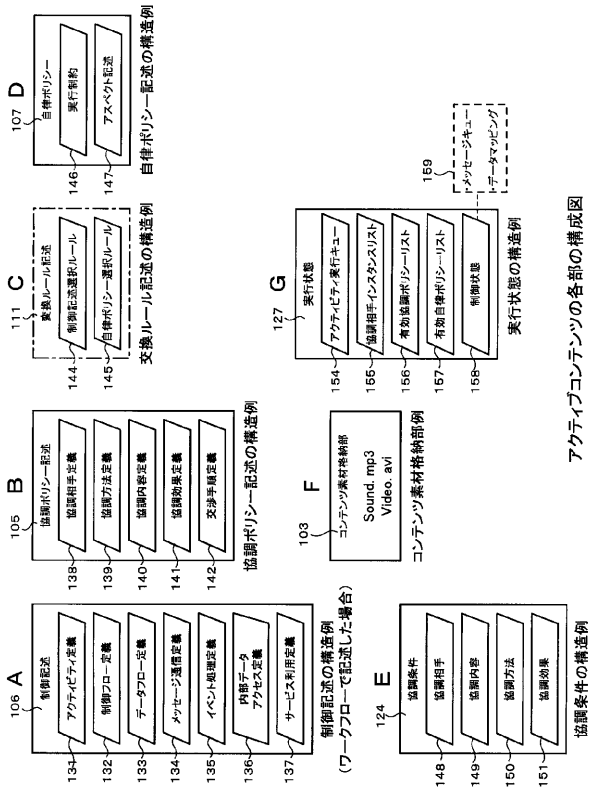 106 A
制御記述
131 アクティビティ定義
132 制御フロー定義
133 データフロー定義
134 メッセージ通信定義
135 イベント処理定義
136 内部データ
アクセス定義
137 サービス利用定義
制御記述の構造例
(ワークフローで記述した場合)
105 B
協調ポリシー記述
138 協調相手定義
139 協調方法定義
140 協調内容定義
141 協調効果定義
142 交渉手順定義
協調ポリシー記述の構造例
111 C
変換ルール記述
144 制御記述選択ルール
145 自律ポリシー選択ルール
交換ルール記述の構造例
107 D
自律ポリシー
146 実行制約
147 アスペクト記述
自律ポリシー記述の構造例
124 E
協調条件
148 協調相手
149 協調内容
150 協調方法
151 協調効果
協調条件の構造例
103 F
コンテンツ素材格納部
Sound. mp3
Video. avi
コンテンツ素材格納部例
127 G
実行状態
154 アクティビティ実行キュー
155 協調相手インスタンスリスト
156 有効協調ポリシーリスト
157 有効自律ポリシーリスト
158 制御状態
159
・メッセージキュー
・データマッピング
実行状態の構造例
アクティブコンテンツの各部の構成図